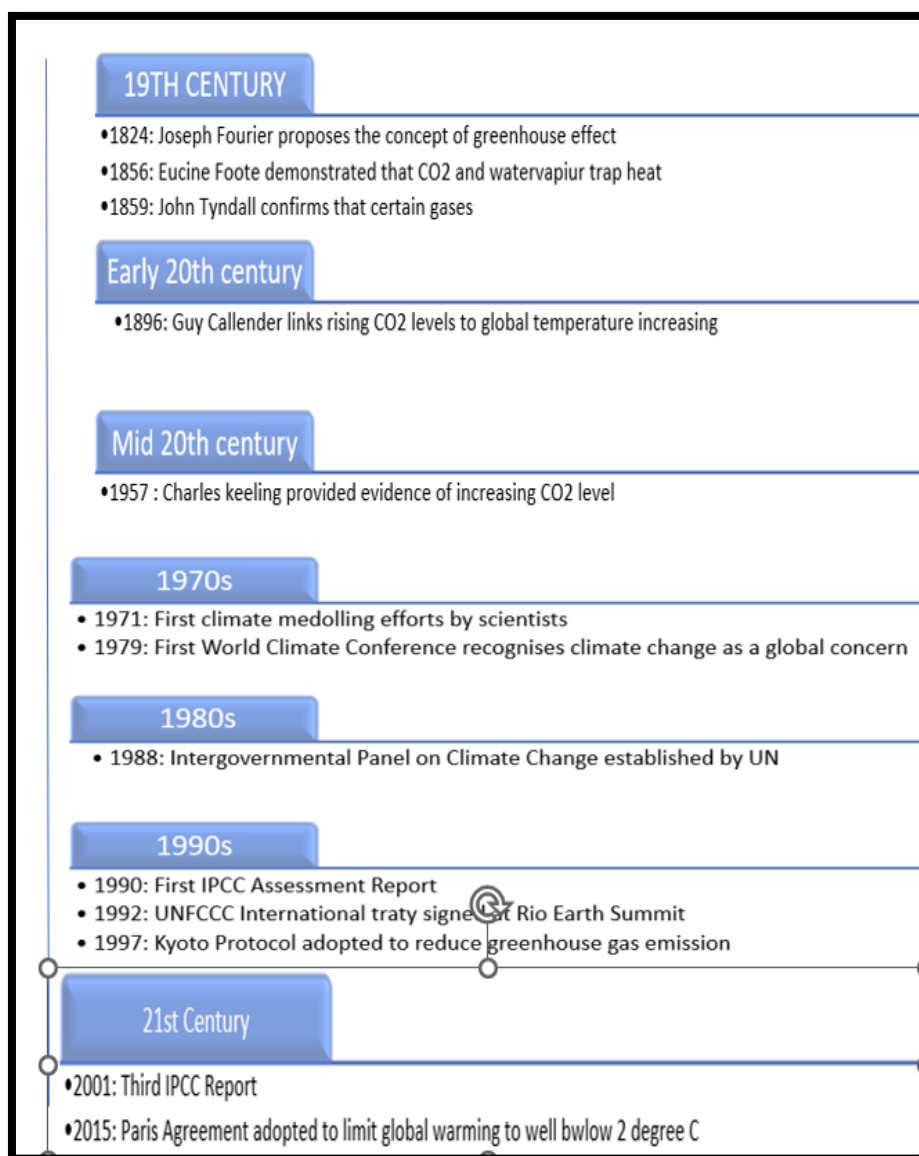 19TH CENTURY
•1824: Joseph Fourier proposes the concept of greenhouse effect
•1856: Eucine Foote demonstrated that CO2 and watervapiur trap heat
•1859: John Tyndall confirms that certain gases
Early 20th century
•1896: Guy Callender links rising CO2 levels to global temperature increasing
Mid 20th century
•1957 : Charles keeling provided evidence of increasing CO2 level
1970s
• 1971: First climate medolling efforts by scientists
• 1979: First World Climate Conference recognises climate change as a global concern
1980s
• 1988: Intergovernmental Panel on Climate Change established by UN
1990s
• 1990: First IPCC Assessment Report
• 1992: UNFCCC International traty signed at Rio Earth Summit
• 1997: Kyoto Protocol adopted to reduce greenhouse gas emission
21st Century
•2001: Third IPCC Report
•2015: Paris Agreement adopted to limit global warming to well bwlow 2 degree C